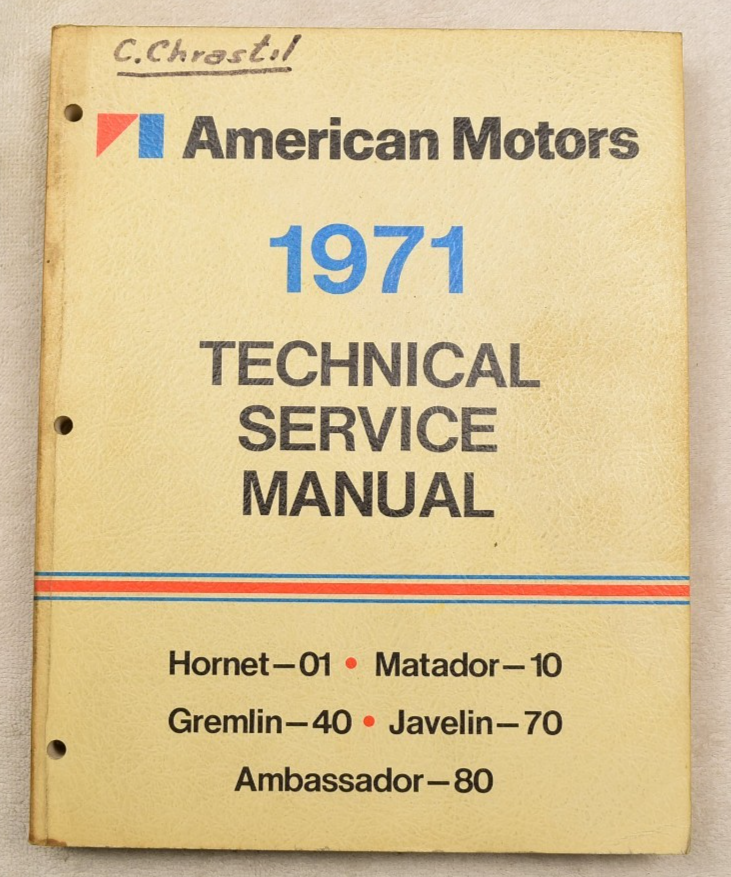 C. Chrastil
American Motors
1971
TECHNICAL
SERVICE
MANUAL
Hornet—01 • Matador—10
Gremlin—40 • Javelin—70
Ambassador—80